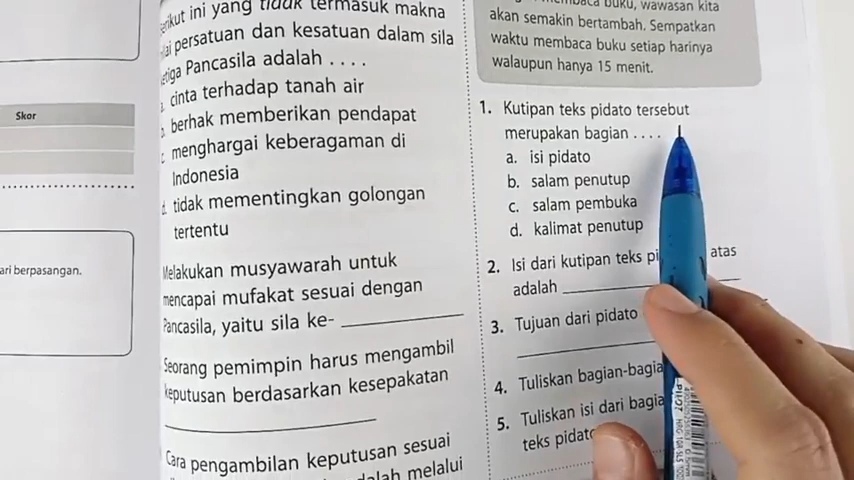 Skor
ari berpasangan.
ini yang tidak termasuk makna
persatuan dan kesatuan dalam sila
Pancasila adalah . . . .
cinta terhadap tanah air
berhak memberikan pendapat
c. menghargai keberagaman di
Indonesia
d. tidak mementingkan golongan
tertentu
Melakukan musyawarah untuk
mencapai mufakat sesuai dengan
Pancasila, yaitu sila ke-
Seorang pemimpin harus mengambil
keputusan berdasarkan kesepakatan
Cara pengambilan keputusan sesuai
melalui
buku, wawasan kita
akan semakin bertambah. Sempatkan
waktu membaca buku setiap harinya
walaupun hanya 15 menit.
1. Kutipan teks pidato tersebut
merupakan bagian . . . .
a. isi pidato
b. salam penutup
c. salam pembuka
d. kalimat penutup
2. Isi dari kutipan teks pi atas
adalah
3. Tujuan dari pidato
4. Tuliskan bagian-bagia
5. Tuliskan isi dari bagia
teks pidato
PILOT